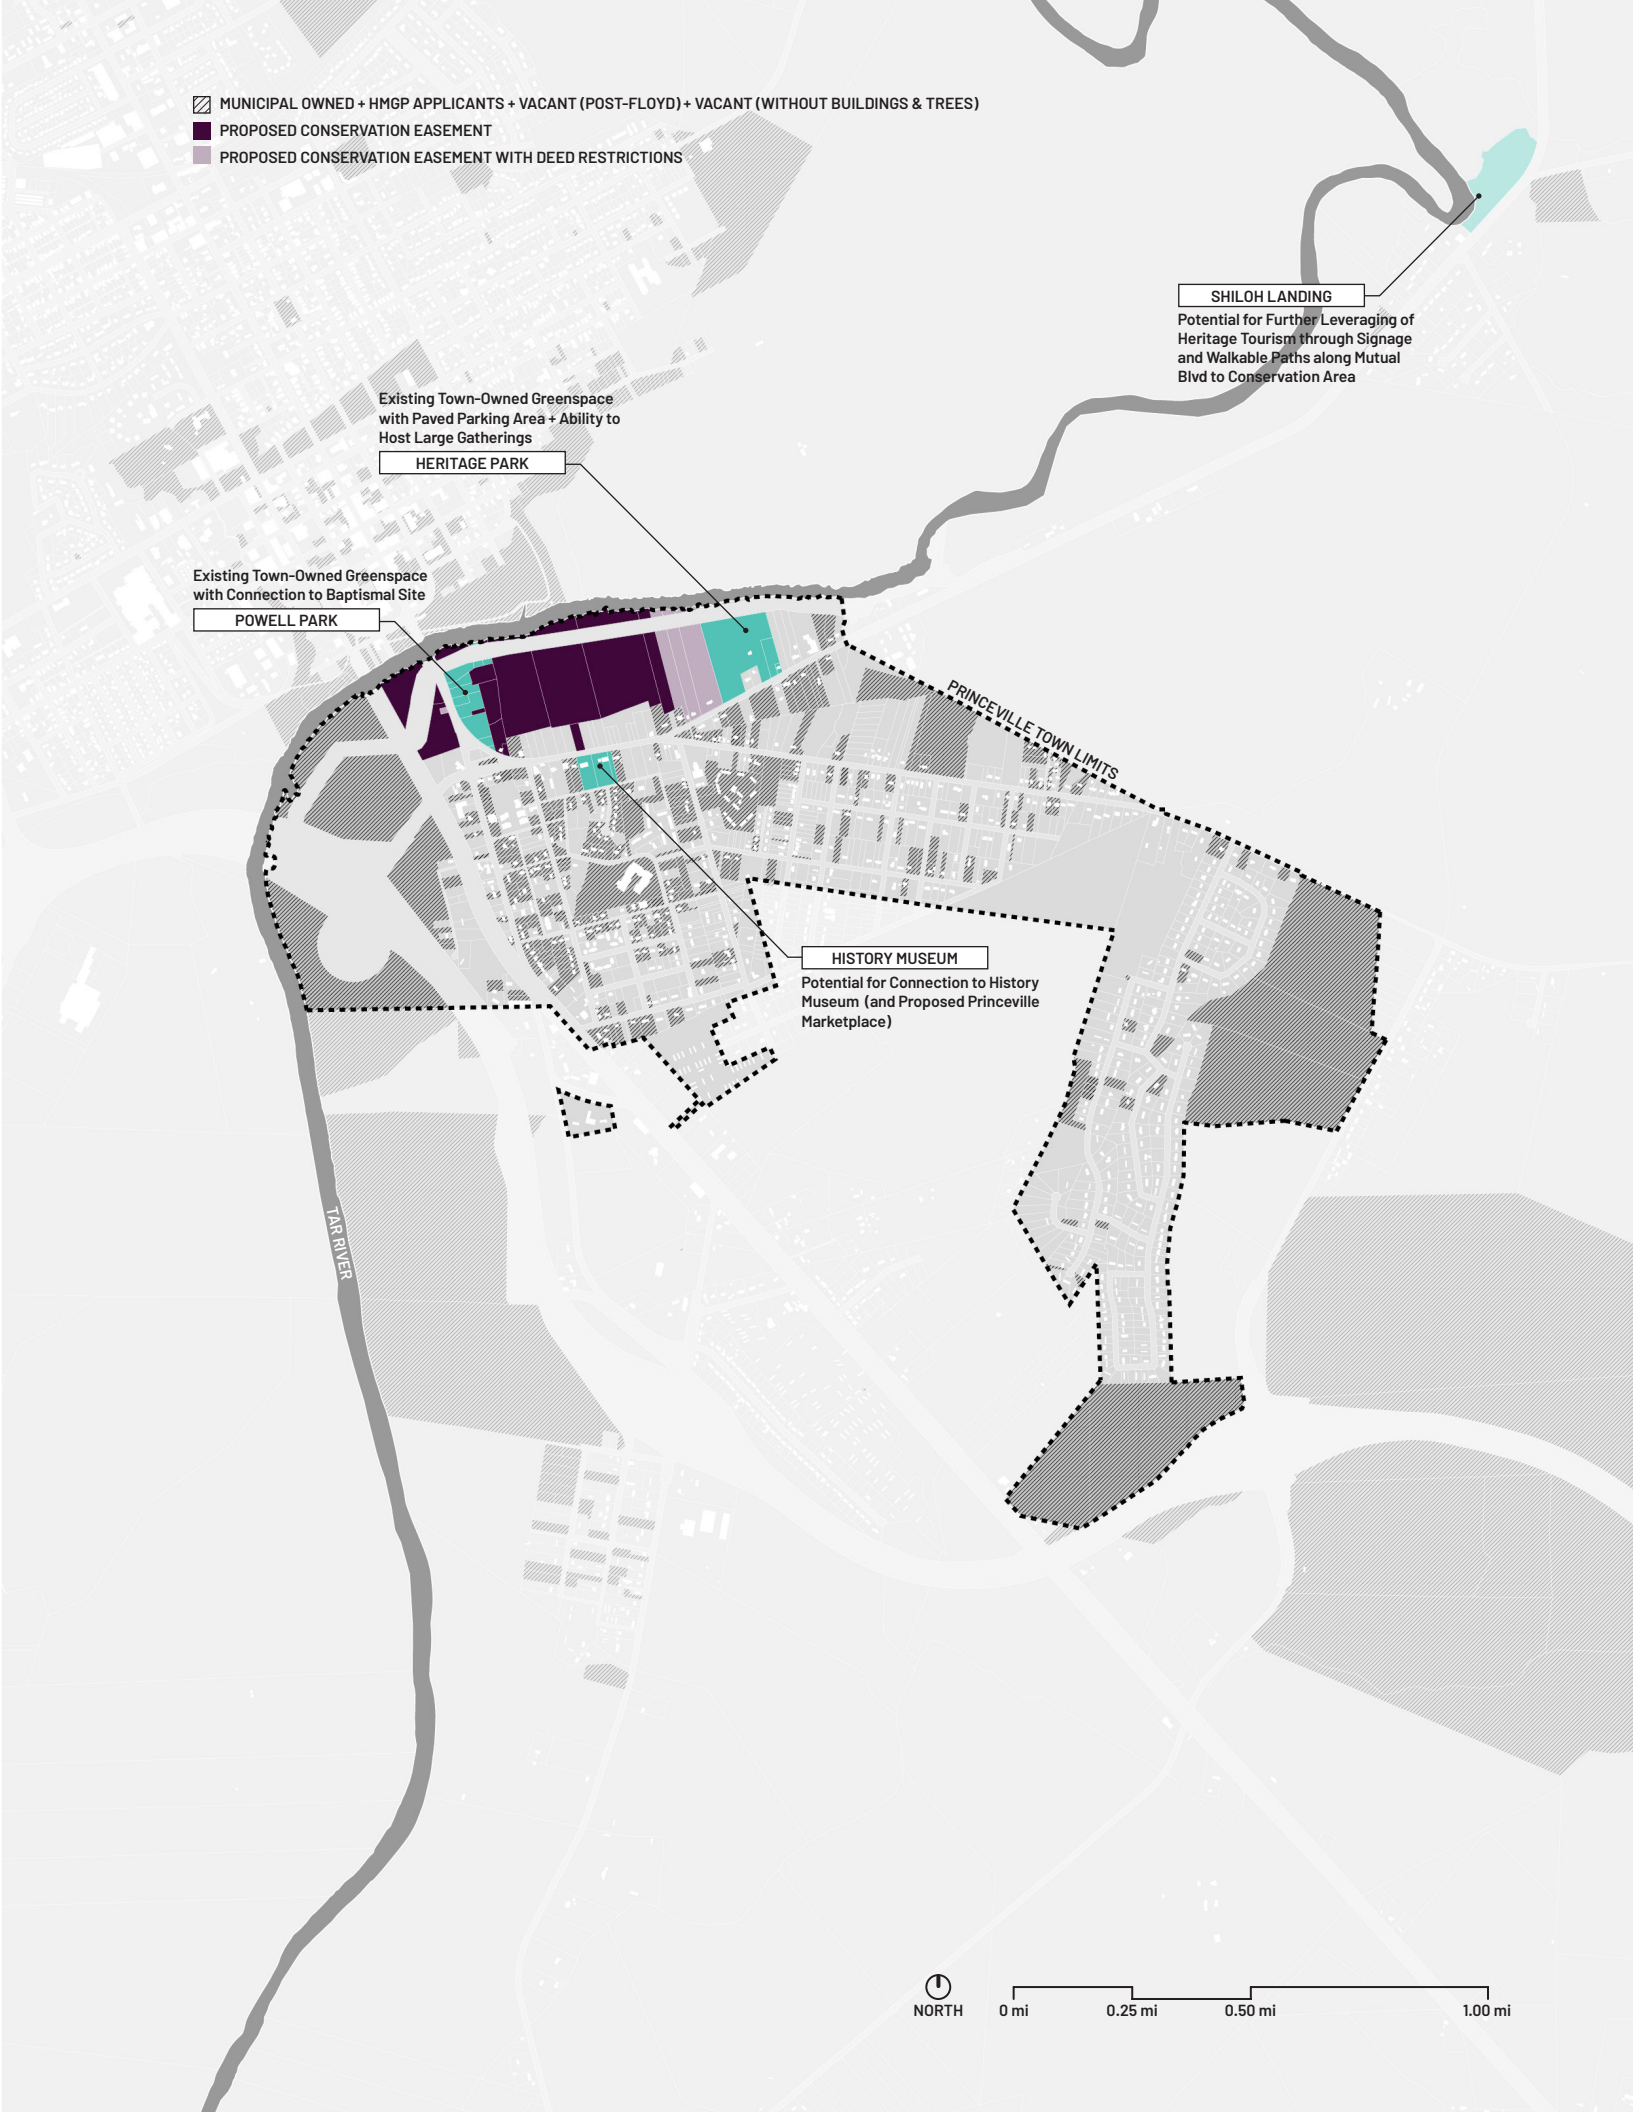 MUNICIPAL OWNED + HMGP APPLICANTS + VACANT (POST-FLOYD) + VACANT (WITHOUT BUILDINGS & TREES)
PROPOSED CONSERVATION EASEMENT
PROPOSED CONSERVATION EASEMENT WITH DEED RESTRICTIONS
SHILOH LANDING
Potential for Further Leveraging of
Heritage Tourism through Signage
and Walkable Paths along Mutual
Blvd to Conservation Area
Existing Town-Owned Greenspace
with Paved Parking Area + Ability to
Host Large Gatherings
HERITAGE PARK
Existing Town-Owned Greenspace
with Connection to Baptismal Site
POWELL PARK
PRINCEVILLE TOWN LIMITS
HISTORY MUSEUM
Potential for Connection to History
Museum (and Proposed Princeville
Marketplace)
TAR RIVER
NORTH
0 mi 0.25 mi 0.50 mi 1.00 mi